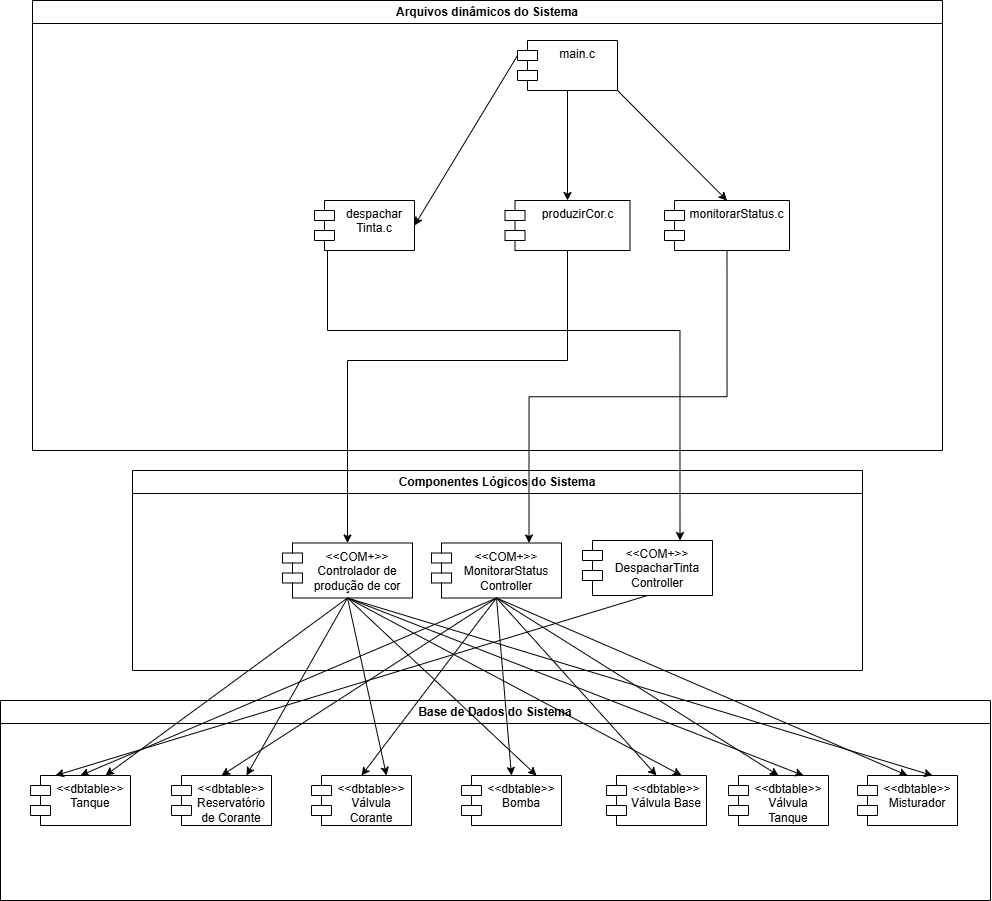 Arquivos dinâmicos do Sistema
main.c
despachar
Tinta.c
produzirCor.c
monitorarStatus.c
Componentes Lógicos do Sistema
<<COM+>>
Controlador de
produção de cor
<<COM+>>
MonitorarStatus
Controller
<<COM+>>
DespacharTinta
Controller
Base de Dados do Sistema
<<dbtable>>
Tanque
<<dbtable>>
Reservatório
de Corante
<<dbtable>>
Válvula
Corante
<<dbtable>>
Bomba
<<dbtable>>
Válvula Base
<<dbtable>>
Válvula
Tanque
<<dbtable>>
Misturador